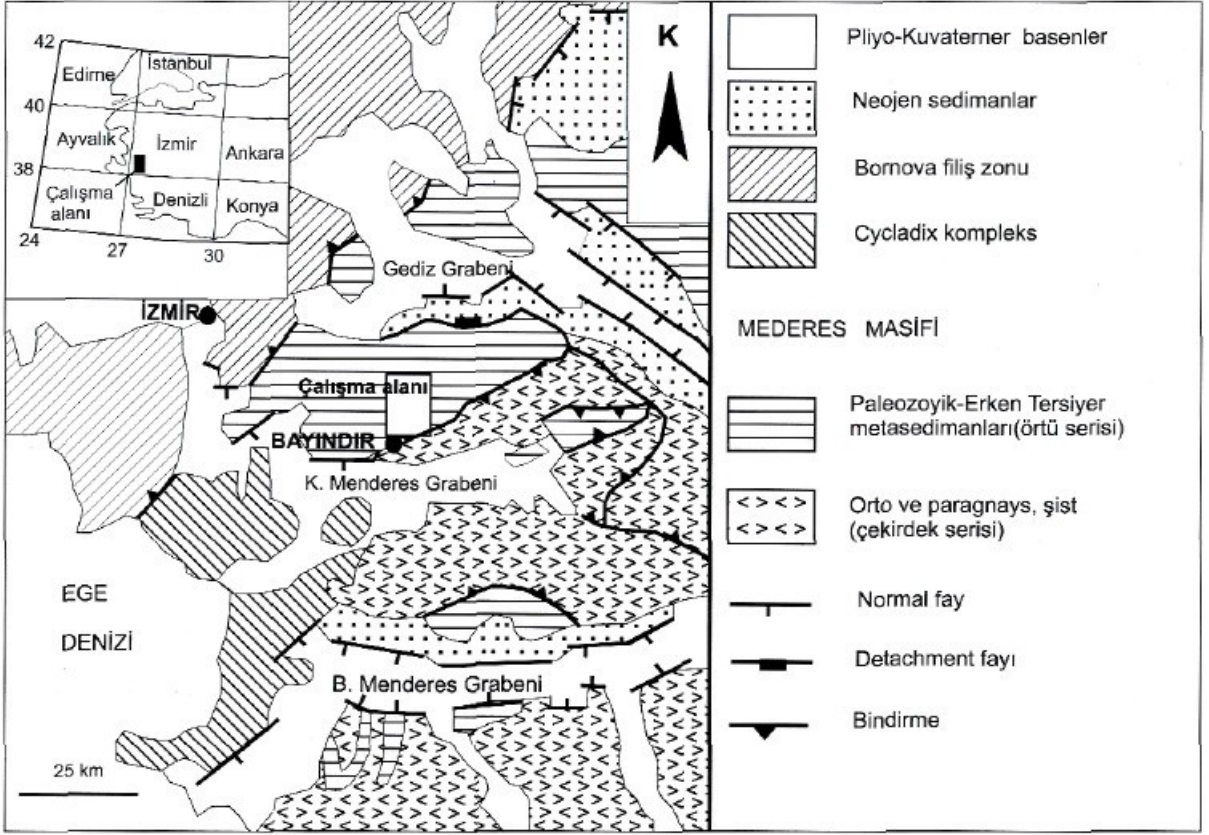 42
Edirne
İstanbul
40
Ayvalık
İzmir
Ankara
38
Çalışma
alanı
Denizli
Konya
24
27
30
K
Gediz Grabeni
İZMİR
Çalışma alanı
BAYINDIR
K. Menderes Grabeni
EGE
DENİZİ
B. Menderes Grabeni
25 km
Pliyo-Kuvaterner basenler
Neojen sedimanlar
Bornova filiş zonu
Cycladix kompleks
MEDERES MASİFİ
Paleozoyik-Erken Tersiyer
metasedimanları(örtü serisi)
Orto ve paragnays, şist
(çekirdek serisi)
Normal fay
Detachment fayı
Bindirme